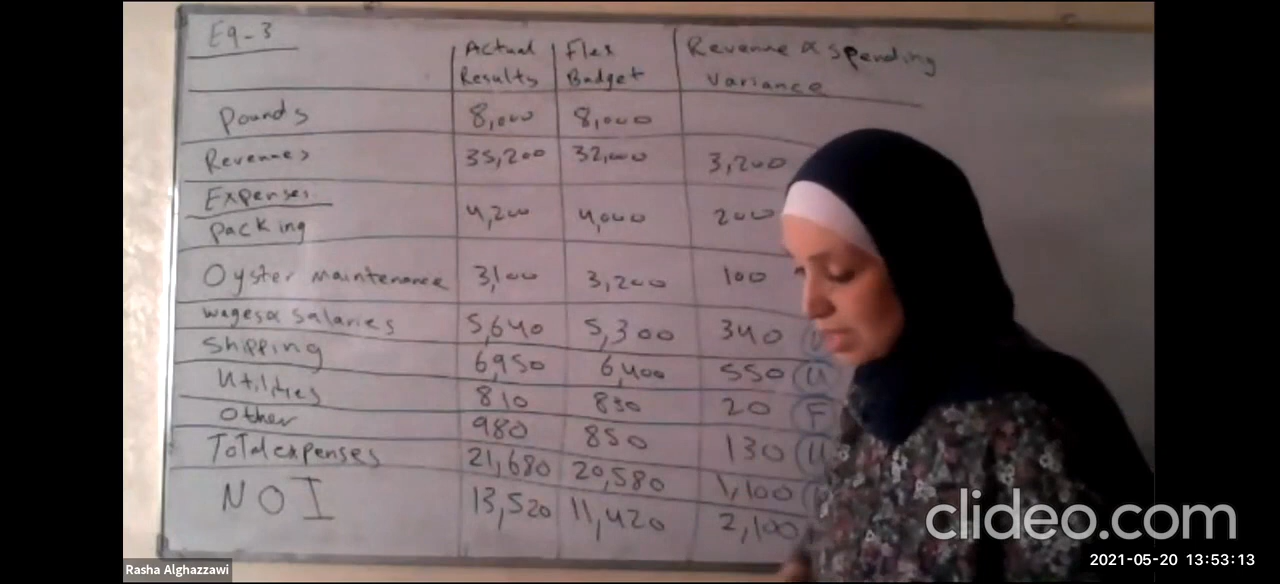 E9-3
Actual Results Flex Budget Revenue & spending Variance
Pounds 8,000 8,000
Revenues 35,200 32,000 3,200
Expenses
packing 4,200 4,000 200
Oyster maintenance 3,100 3,200 100
wages & salaries 5,640 5,300 340
Shipping 6,950 6,400 550 U
Utilities 810 830 20 F
Other 980 850 130 U
Total expenses 21,680 20,580 1,100
NOI 13,520 11,420 2,100
clideo.com
2021-05-20 13:53:13
Rasha Alghazzawi